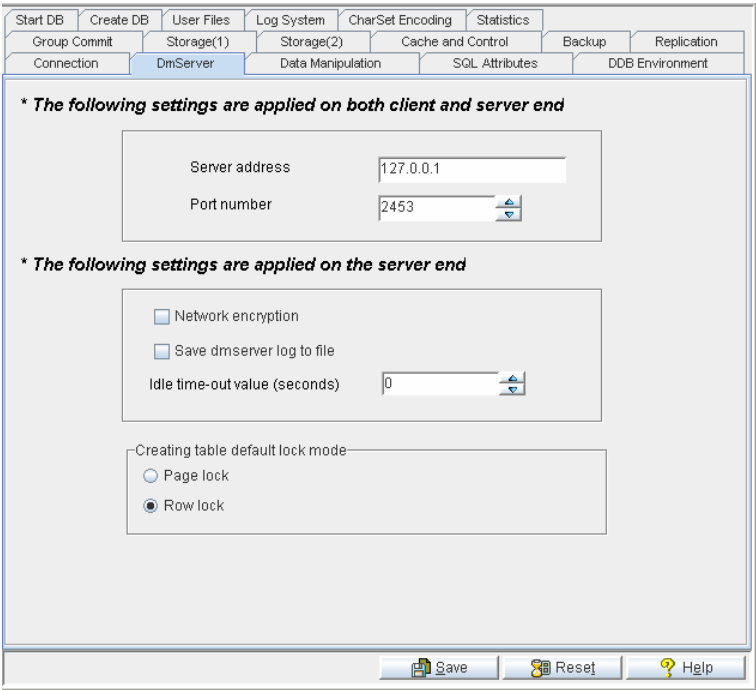 Start DB Create DB User Files Log System CharSet Encoding Statistics
Group Commit Storage(1) Storage(2) Cache and Control Backup Replication
Connection DmServer Data Manipulation SQL Attributes DDB Environment
* The following settings are applied on both client and server end
Server address 127.0.0.1
Port number 2453
* The following settings are applied on the server end
Network encryption
Save dmserver log to file
Idle time-out value (seconds) 0
Creating table default lock mode
Page lock
Row lock
Save Reset Help